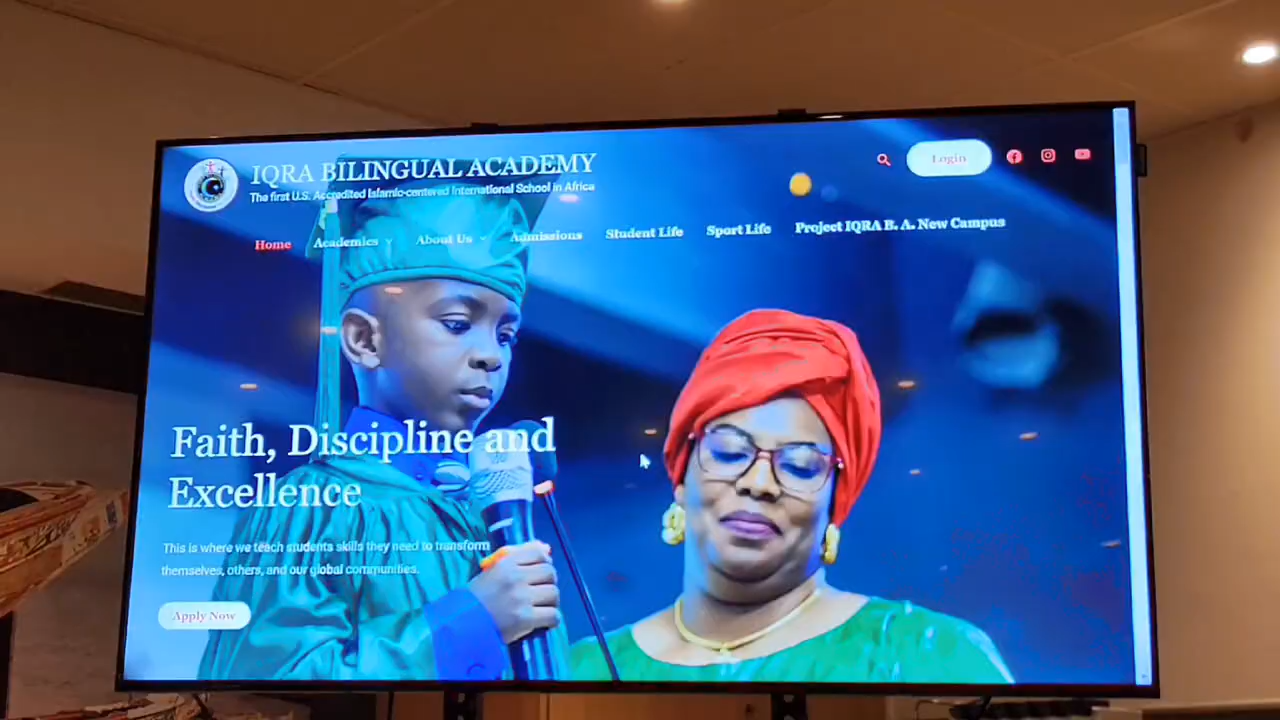 IQRA BILINGUAL ACADEMY
The first U.S. Accredited Islamic-centered International School in Africa
Login
Home Academics About Us Admissions Student Life Sport Life Project IQRA B. A. New Campus
Faith, Discipline and
Excellence
This is where we teach students skills they need to transform
themselves, others, and our global communities.
Apply Now